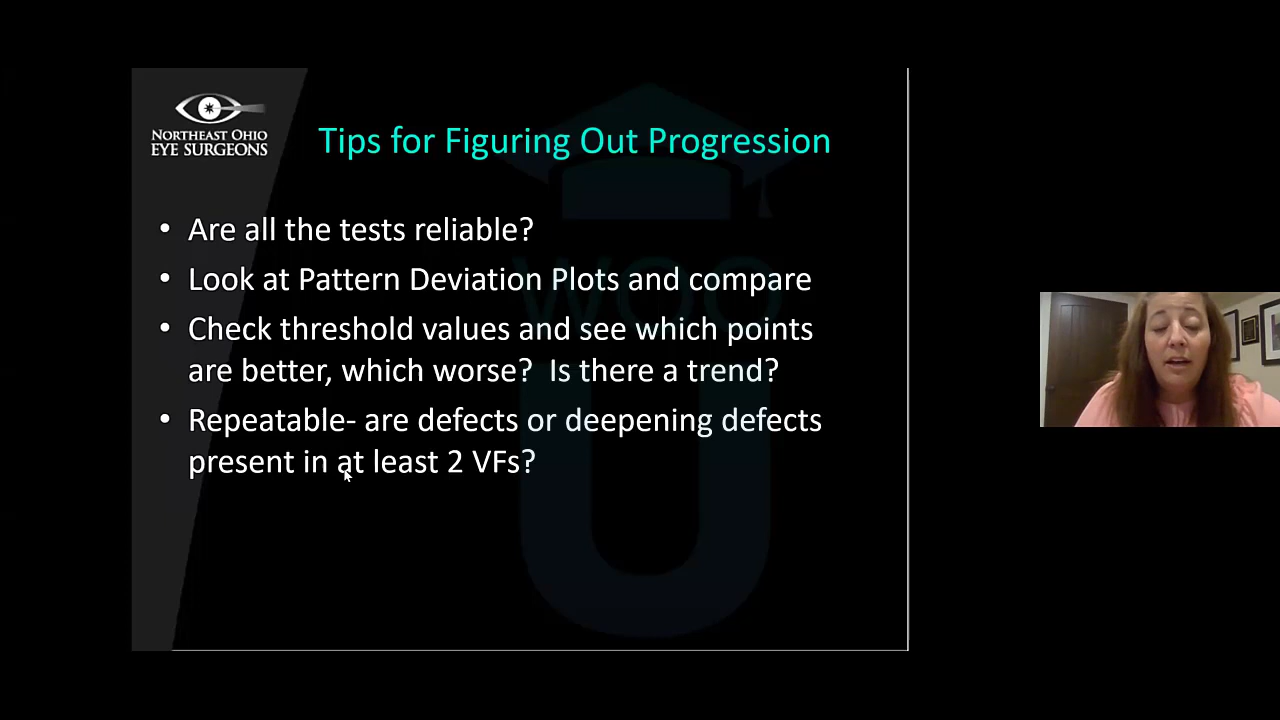 NORTHEAST OHIO
EYE SURGEONS
Tips for Figuring Out Progression
• Are all the tests reliable?
• Look at Pattern Deviation Plots and compare
• Check threshold values and see which points
are better, which worse?  Is there a trend?
• Repeatable- are defects or deepening defects
present in at least 2 VFs?
WOO
U